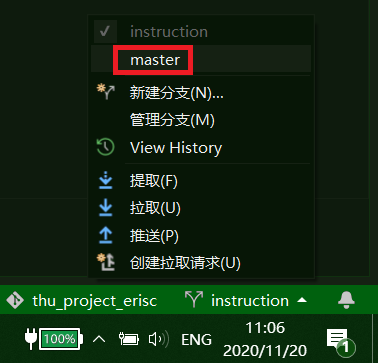 instruction
master
新建分支(N)...
管理分支(M)
View History
提取(F)
拉取(U)
推送(P)
创建拉取请求(U)
thu_project_erisc
instruction
100%
ENG
11:06
2020/11/20
1